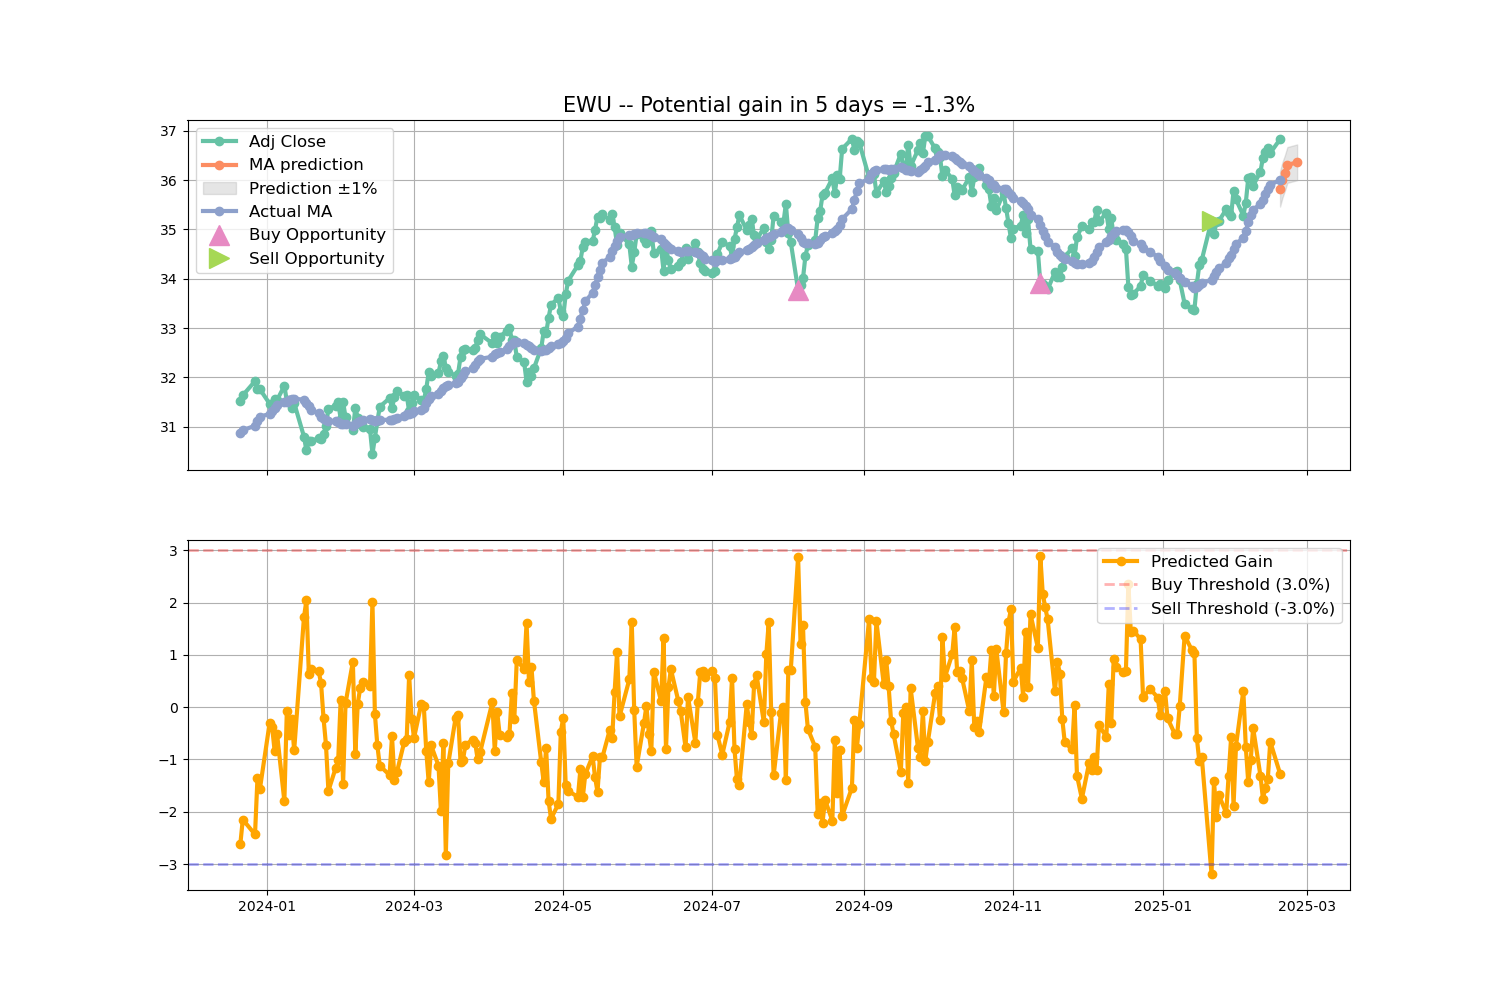 EWU -- Potential gain in 5 days = -1.3%
37
36
35
34
33
32
31
Adj Close
MA prediction
Prediction ±1%
Actual MA
Buy Opportunity
Sell Opportunity
3
2
1
0
−1
−2
−3
Predicted Gain
Buy Threshold (3.0%)
Sell Threshold (-3.0%)
2024-01
2024-03
2024-05
2024-07
2024-09
2024-11
2025-01
2025-03